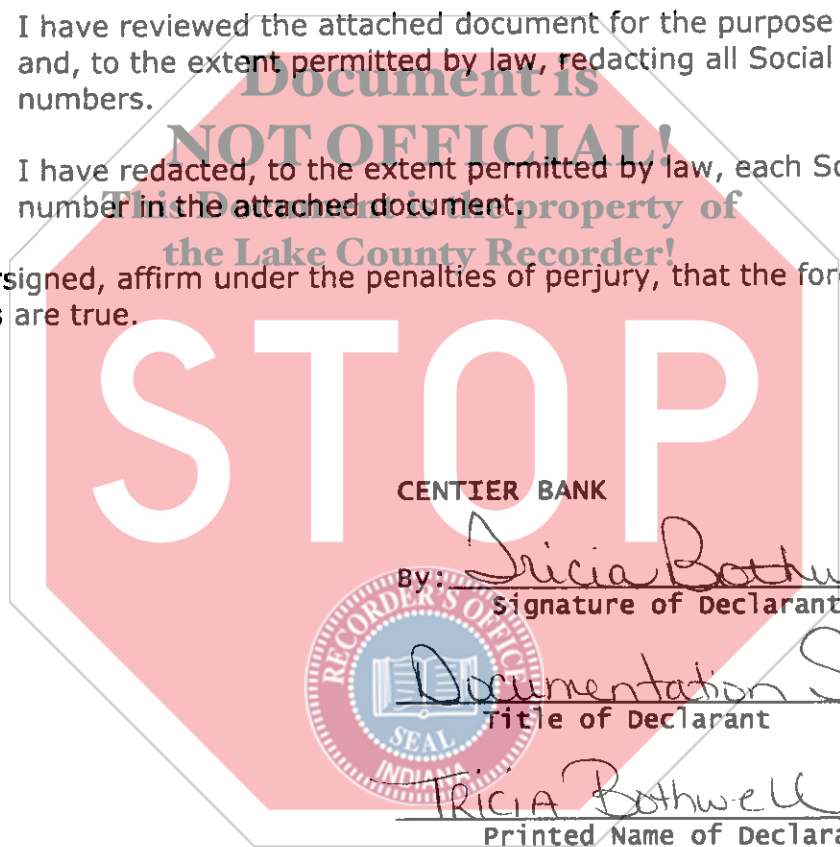 I have reviewed the attached document for the purpose
and, to the extent permitted by law, redacting all Social
numbers.
Document is
NOT OFFICIAL!
I have redacted, to the extent permitted by law, each So
number in the attached document.
This Document is the property of
the Lake County Recorder!
rsigned, affirm under the penalties of perjury, that the for
s are true.
STOP
CENTIER BANK
By: Tricia Bothw
Signature of Declarant
Documentation S
Title of Declarant
RECORDER'S OFFICE
SEAL
INDIANA
TRICIA Bothwell
Printed Name of Declara